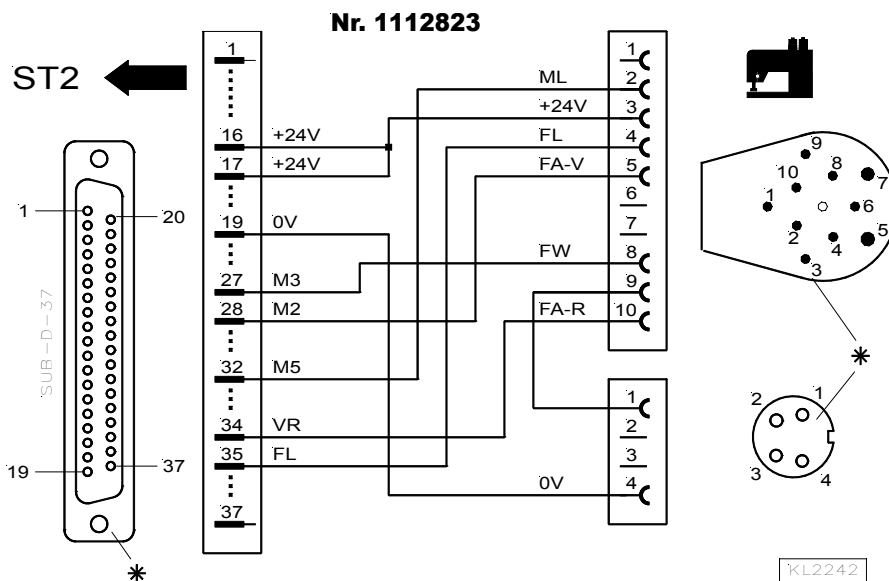 Nr. 1112823
ST2
1
16 +24V
17 +24V
19 0V
27 M3
28 M2
32 M5
34 VR
35 FL
37
1
ML 2
+24V 3
FL 4
FA-V 5
6
7
FW 8
9
FA-R 10
1
2
3
0V 4
1
20
19
37
SUB-D-37
9
8
10
7
1
6
2
4
5
3
2
1
3
4
KL2242